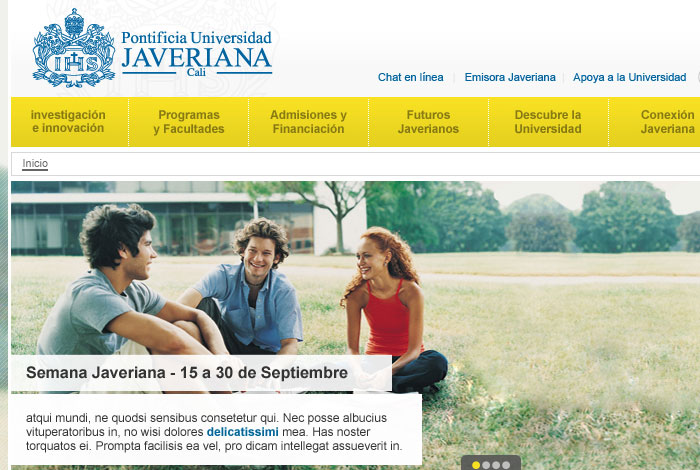 Pontificia Universidad
JAVERIANA
Cali
IHS
Chat en línea
Emisora Javeriana
Apoya a la Universidad
investigación
e innovación
Programas
y Facultades
Admisiones y
Financiación
Futuros
Javerianos
Descubre la
Universidad
Conexión
Javeriana
Inicio
Semana Javeriana - 15 a 30 de Septiembre
atqui mundi, ne quodsi sensibus consetetur qui. Nec posse albucius
vituperatoribus in, no wisi dolores delicatissimi mea. Has noster
torquatos ei. Prompta facilisis ea vel, pro dicam intellegat assueverit in.